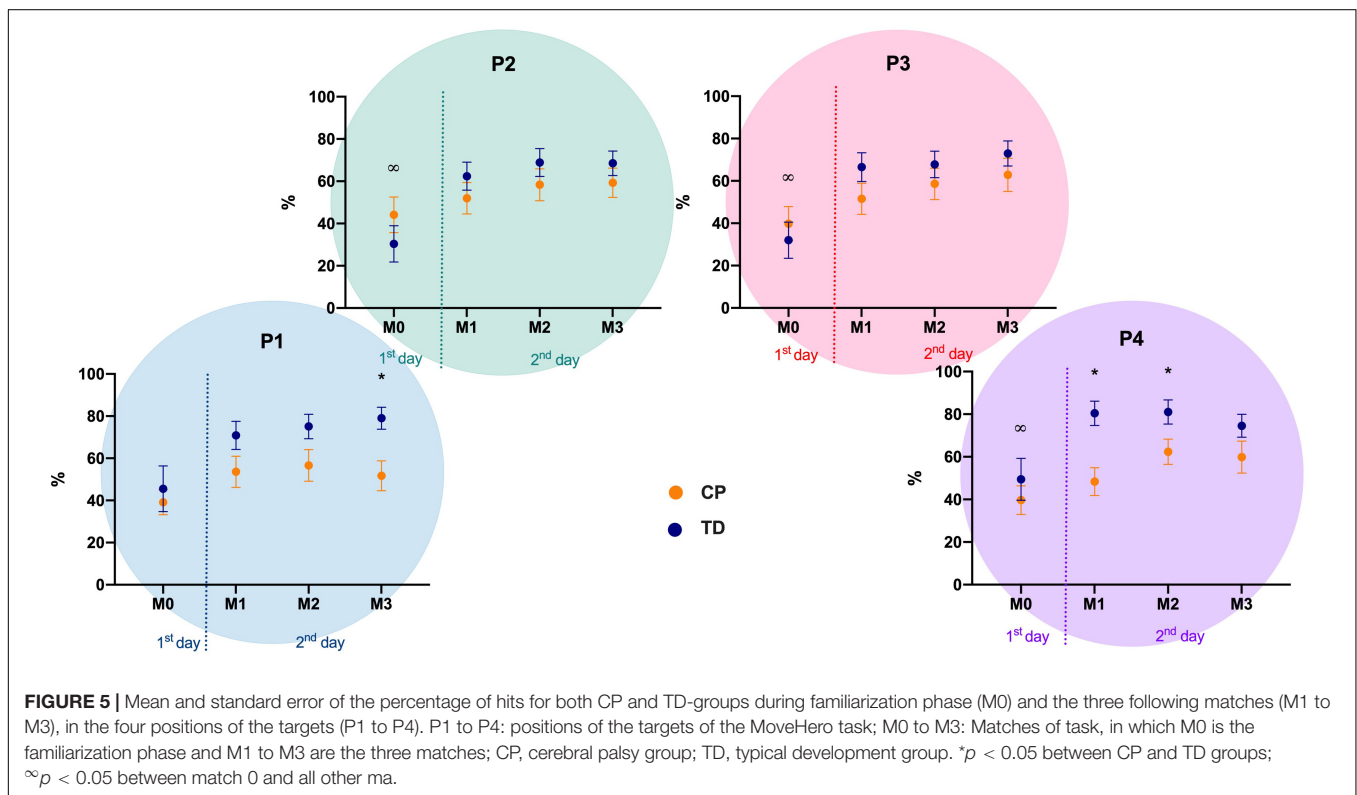 P2
100
80
60
40
20
0
%
∞
M0 M1 M2 M3
1st day 2nd day
P3
100
80
60
40
20
0
%
∞
M0 M1 M2 M3
1st day 2nd day
P1
100
80
60
40
20
0
%
*
M0 M1 M2 M3
1st day 2nd day
CP
TD
P4
100
80
60
40
20
0
%
∞ * *
M0 M1 M2 M3
1st day 2nd day
FIGURE 5 | Mean and standard error of the percentage of hits for both CP and TD-groups during familiarization phase (M0) and the three following matches (M1 to
M3), in the four positions of the targets (P1 to P4). P1 to P4: positions of the targets of the MoveHero task; M0 to M3: Matches of task, in which M0 is the
familiarization phase and M1 to M3 are the three matches; CP, cerebral palsy group; TD, typical development group. *p < 0.05 between CP and TD groups;
∞p < 0.05 between match 0 and all other ma.